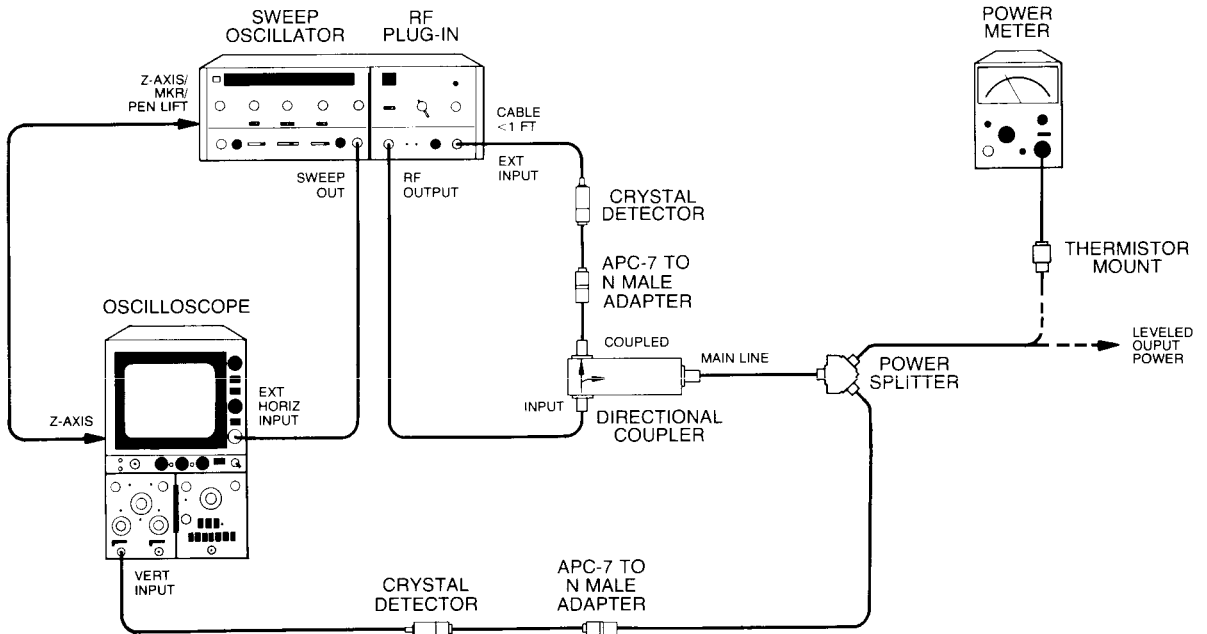 SWEEP
OSCILLATOR
RF
PLUG-IN
POWER
METER
Z-AXIS/
MKR/
PEN LIFT
CABLE
<1 FT
EXT
INPUT
SWEEP
OUT
RF
OUTPUT
CRYSTAL
DETECTOR
THERMISTOR
MOUNT
APC-7 TO
N MALE
ADAPTER
OSCILLOSCOPE
COUPLED
MAIN LINE
LEVELED
OUPUT
POWER
POWER
SPLITTER
INPUT
DIRECTIONAL
COUPLER
EXT
HORIZ
INPUT
Z-AXIS
VERT
INPUT
CRYSTAL
DETECTOR
APC-7 TO
N MALE
ADAPTER